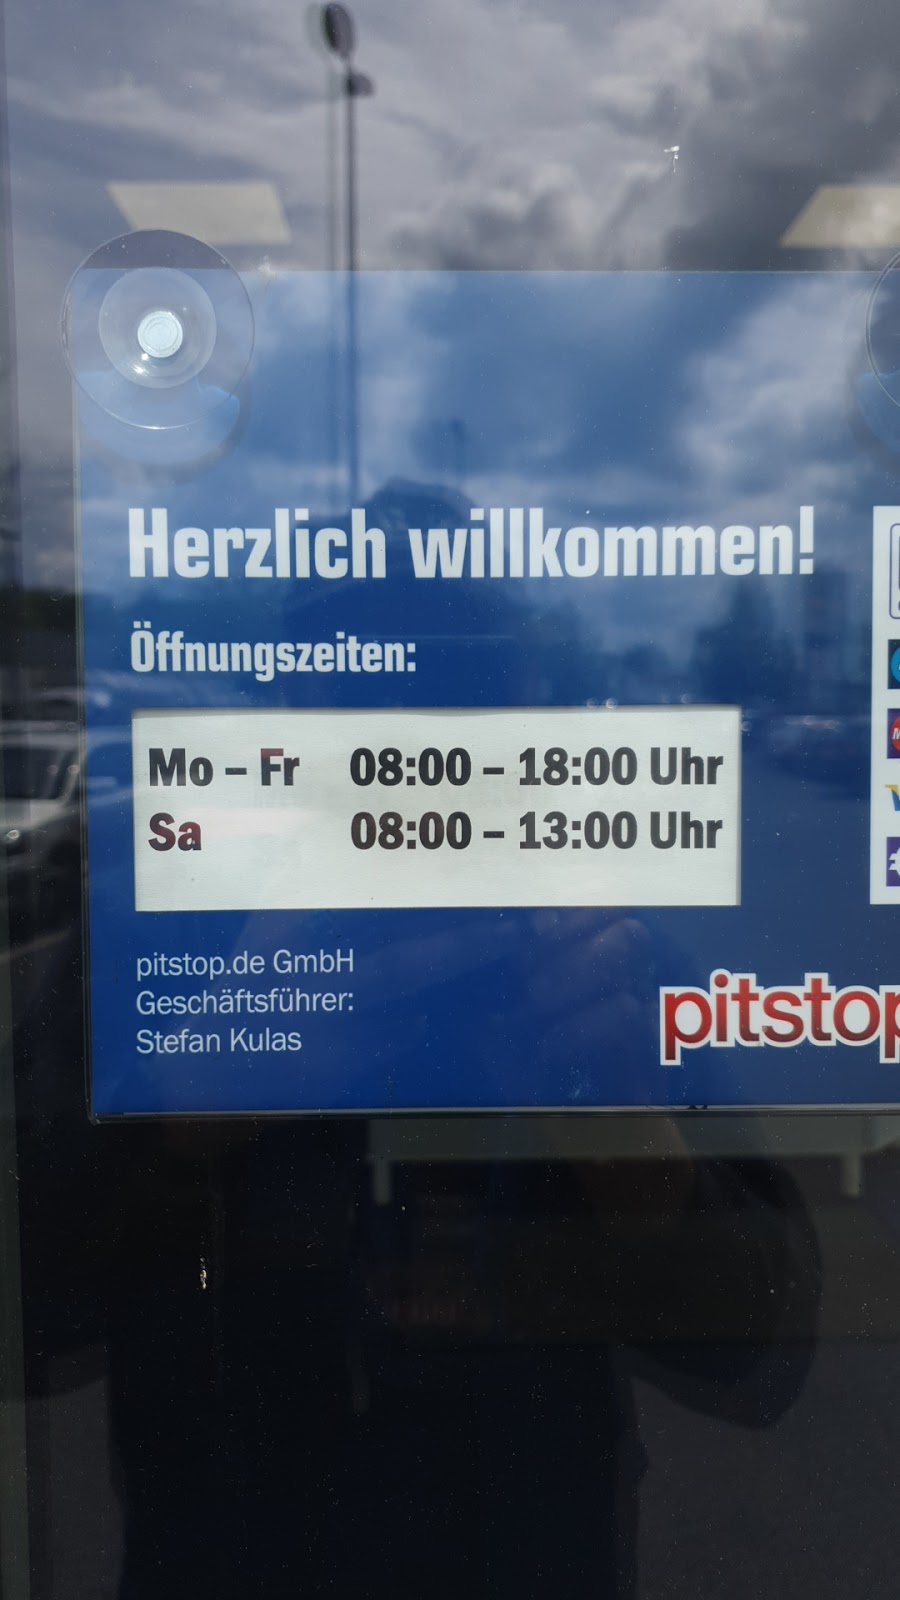 Herzlich willkommen!
Öffnungszeiten:
Mo – Fr 08:00 – 18:00 Uhr
Sa 08:00 – 13:00 Uhr
pitstop.de GmbH
Geschäftsführer:
Stefan Kulas
pitstop